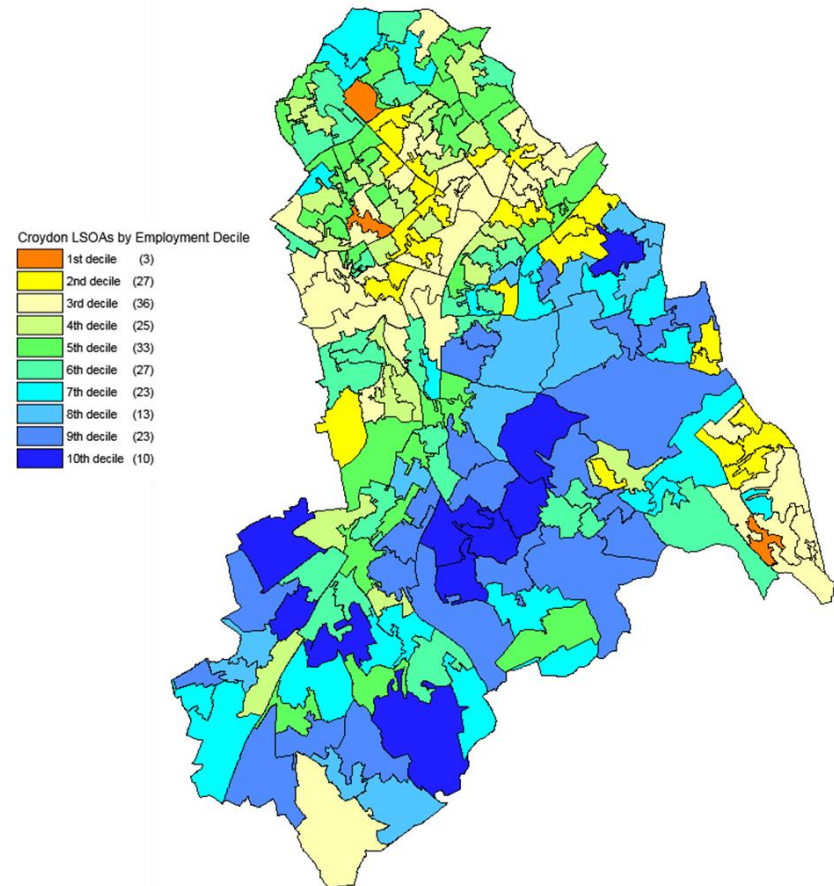 Croydon LSOAs by Employment Decile
1st decile (3)
2nd decile (27)
3rd decile (36)
4th decile (25)
5th decile (33)
6th decile (27)
7th decile (23)
8th decile (13)
9th decile (23)
10th decile (10)